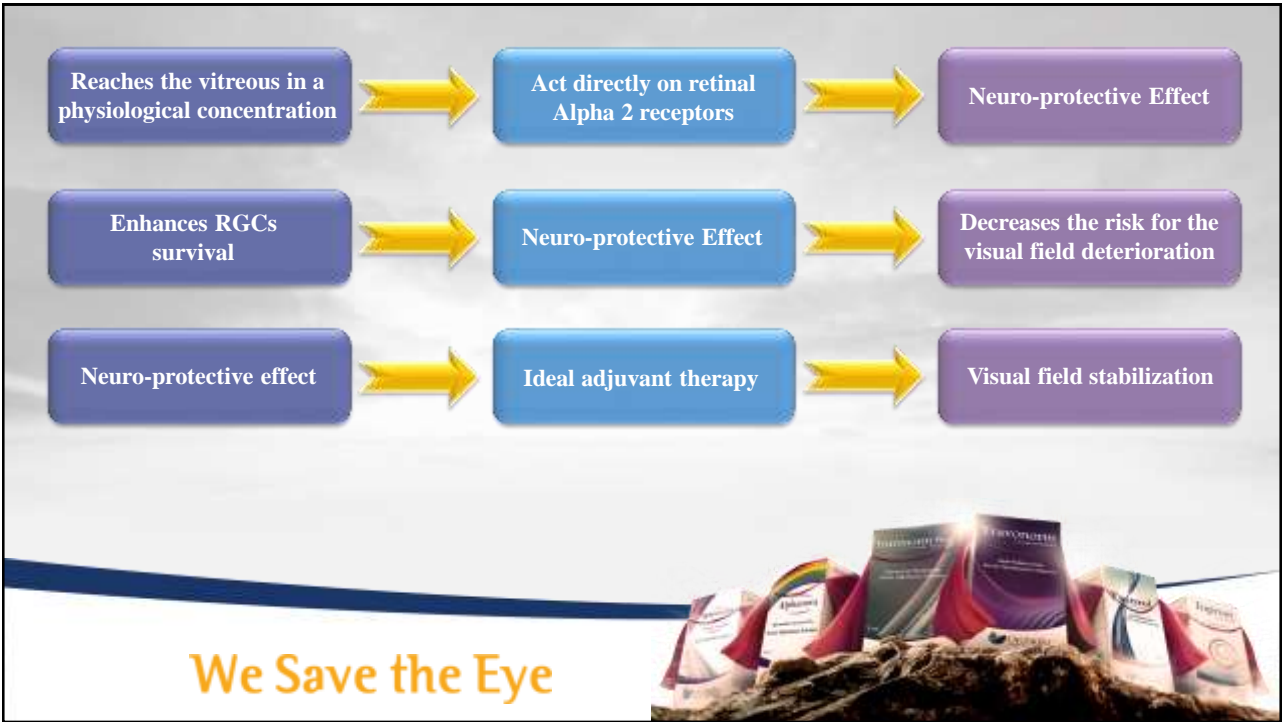 Reaches the vitreous in a
physiological concentration
Act directly on retinal
Alpha 2 receptors
Neuro-protective Effect
Enhances RGCs
survival
Neuro-protective Effect
Decreases the risk for the
visual field deterioration
Neuro-protective effect
Ideal adjuvant therapy
Visual field stabilization
We Save the Eye